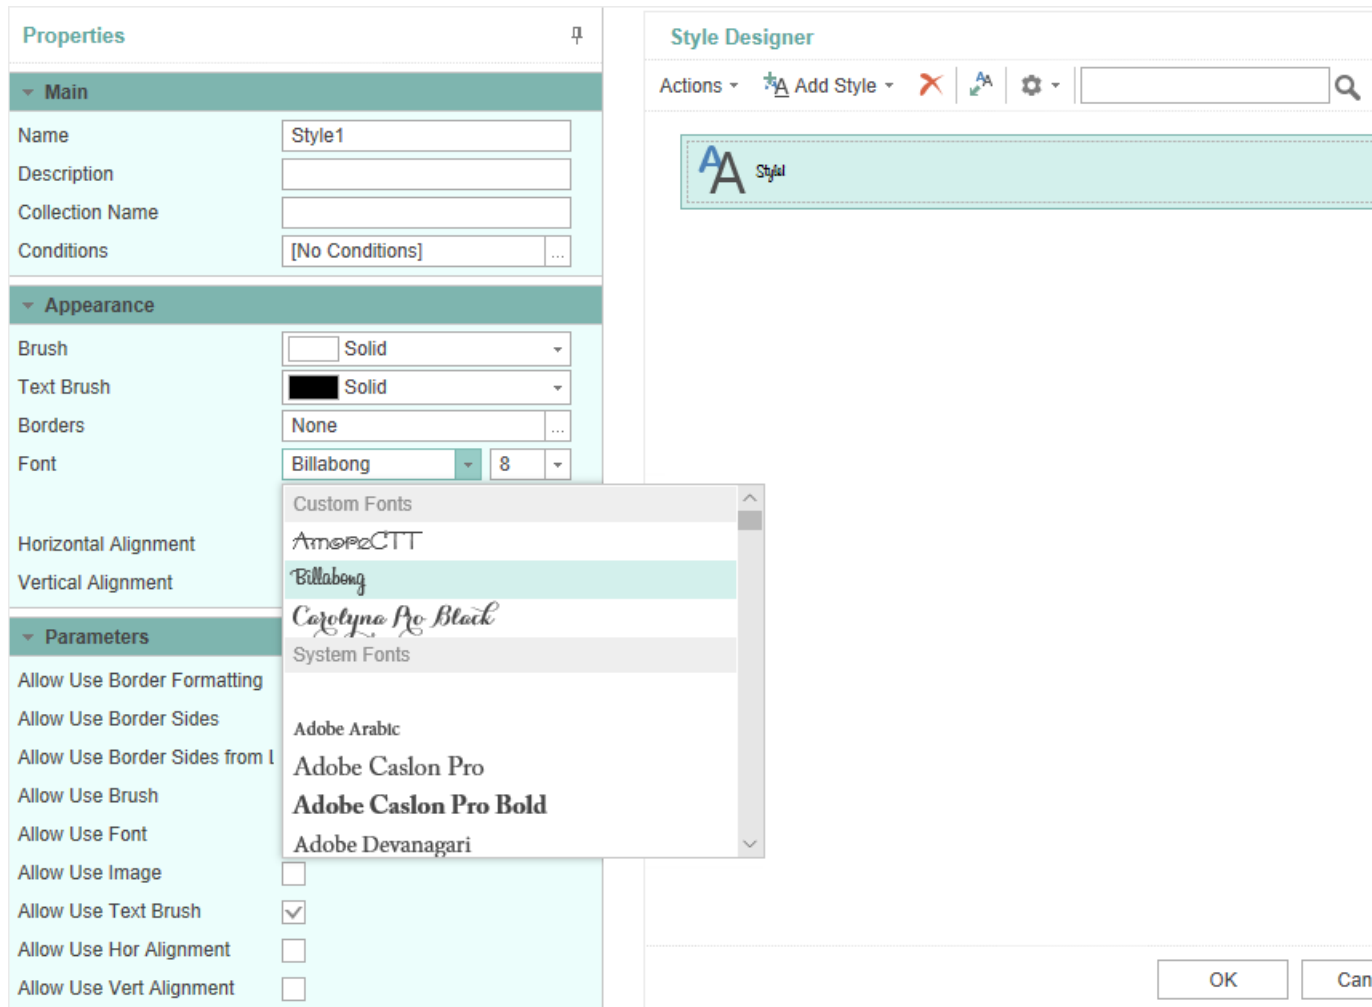 Properties
Main
Name Style1
Description
Collection Name
Conditions [No Conditions] ...
Appearance
Brush Solid
Text Brush Solid
Borders None ...
Font Billabong 8
Custom Fonts
AmoreCTT
Horizontal Alignment
Billabong
Vertical Alignment
Carolyna Pro Black
Parameters
System Fonts
Allow Use Border Formatting
Allow Use Border Sides
Adobe Arabic
Allow Use Border Sides from L
Adobe Caslon Pro
Allow Use Brush
Adobe Caslon Pro Bold
Allow Use Font
Adobe Devanagari
Allow Use Image
Allow Use Text Brush
Allow Use Hor Alignment
Allow Use Vert Alignment
Style Designer
Actions Add Style
Style1
OK Can